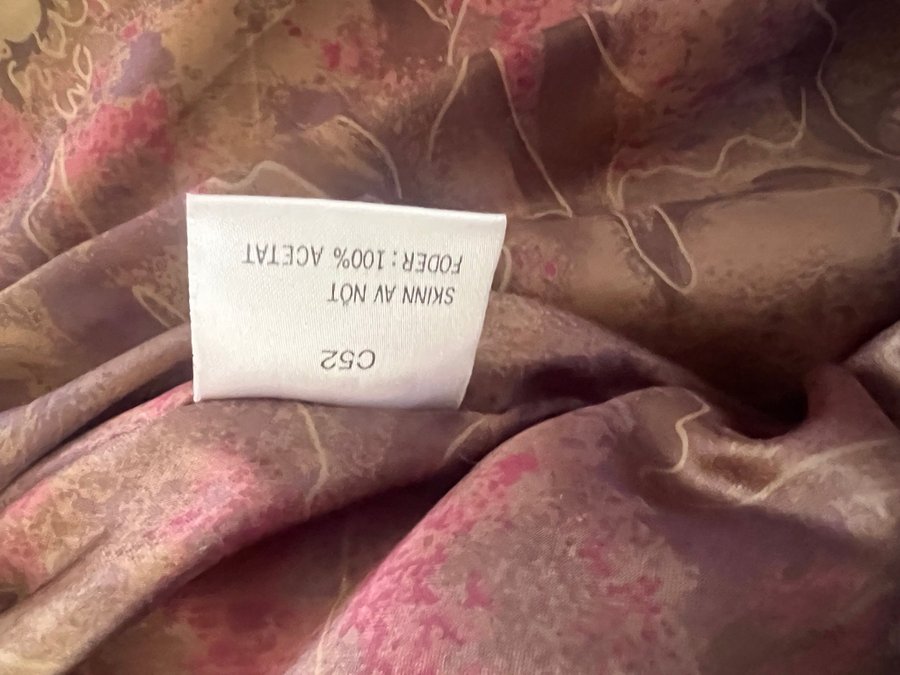 C52
SKINN AV NÖT
FODER: 100% ACETAT